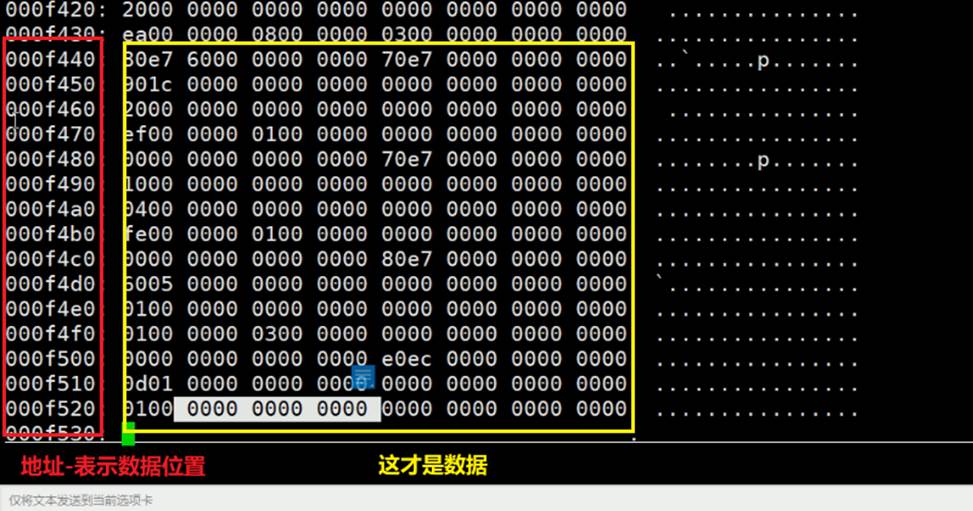 000f420: 2000 0000 0000 0000 0000 0000 0000 0000  ...............
000f430: ea00 0000 0800 0000 0300 0000 0000 0000 ................
000f440 80e7 6000 0000 0000 70e7 0000 0000 0000 ..`.....p.......
000f450 901c 0000 0000 0000 0000 0000 0000 0000 ................
000f460 2000 0000 0000 0000 0000 0000 0000 0000  ...............
000f470 ef00 0000 0100 0000 0000 0000 0000 0000 ................
000f480 0000 0000 0000 0000 70e7 0000 0000 0000 ........p.......
000f490 1000 0000 0000 0000 0000 0000 0000 0000 ................
000f4a0 0400 0000 0000 0000 0000 0000 0000 0000 ................
000f4b0 fe00 0000 0100 0000 0000 0000 0000 0000 ................
000f4c0 0000 0000 0000 0000 80e7 0000 0000 0000 ................
000f4d0 6005 0000 0000 0000 0000 0000 0000 0000 `...............
000f4e0 0100 0000 0000 0000 0000 0000 0000 0000 ................
000f4f0 0100 0000 0300 0000 0000 0000 0000 0000 ................
000f500 0000 0000 0000 0000 e0ec 0000 0000 0000 ................
000f510 0d01 0000 0000 0000 0000 0000 0000 0000 ................
000f520 0100 0000 0000 0000 0000 0000 0000 0000 ................
000f530: .
地址-表示数据位置 这才是数据
仅将文本发送到当前选项卡